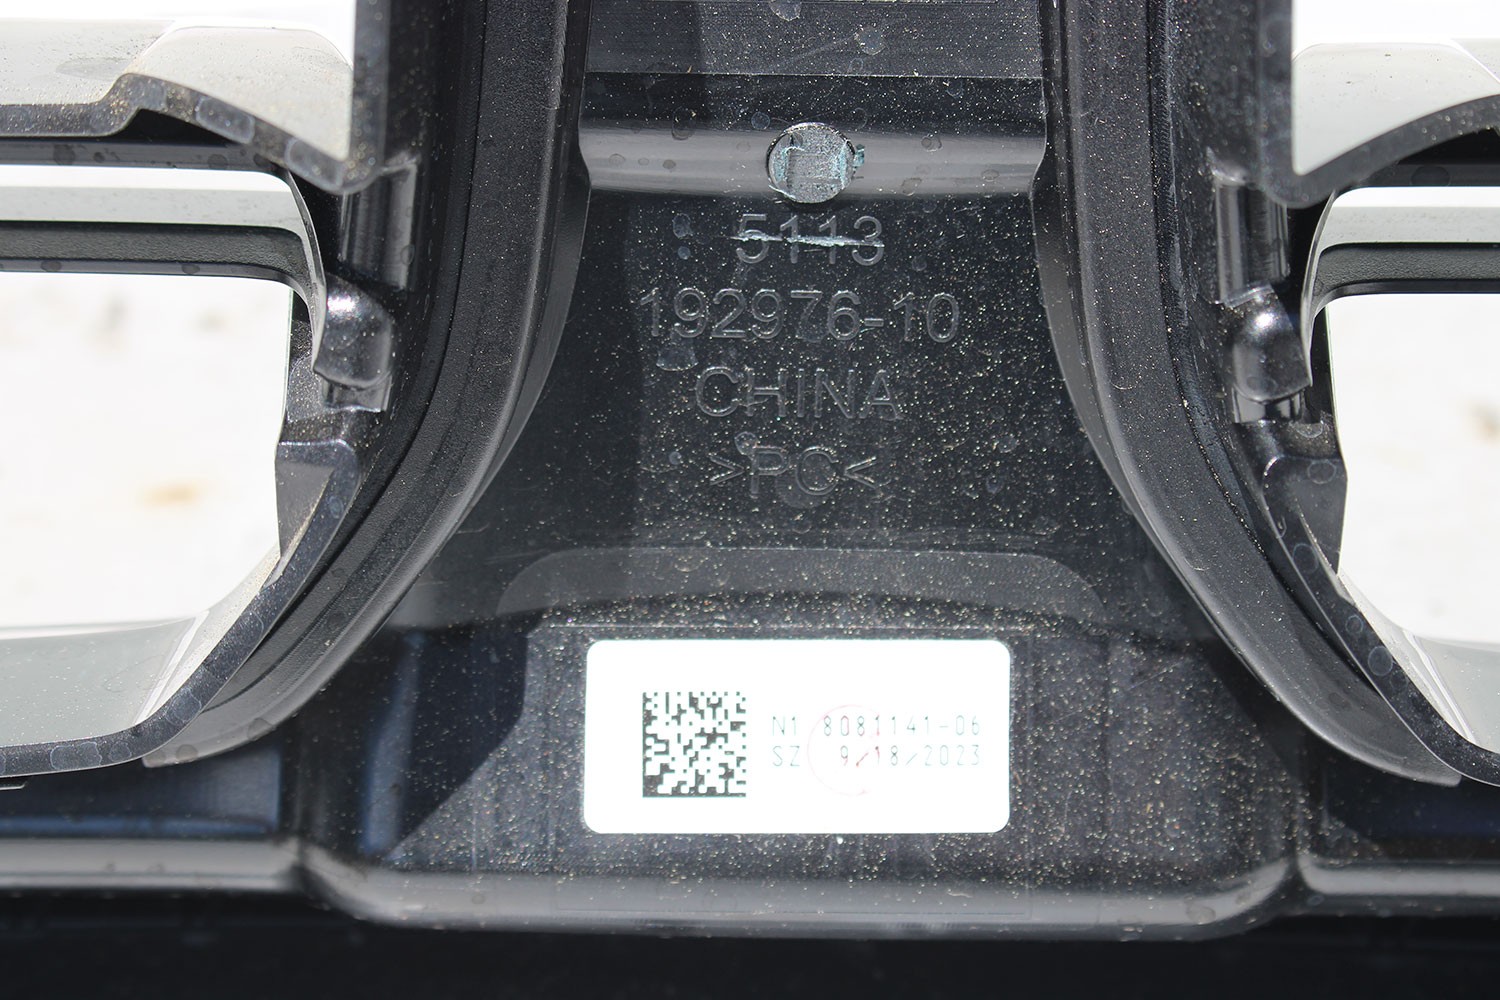 5113
192976-10
CHINA
>PC<
N1 8081141-06
SZ 9/18/2023